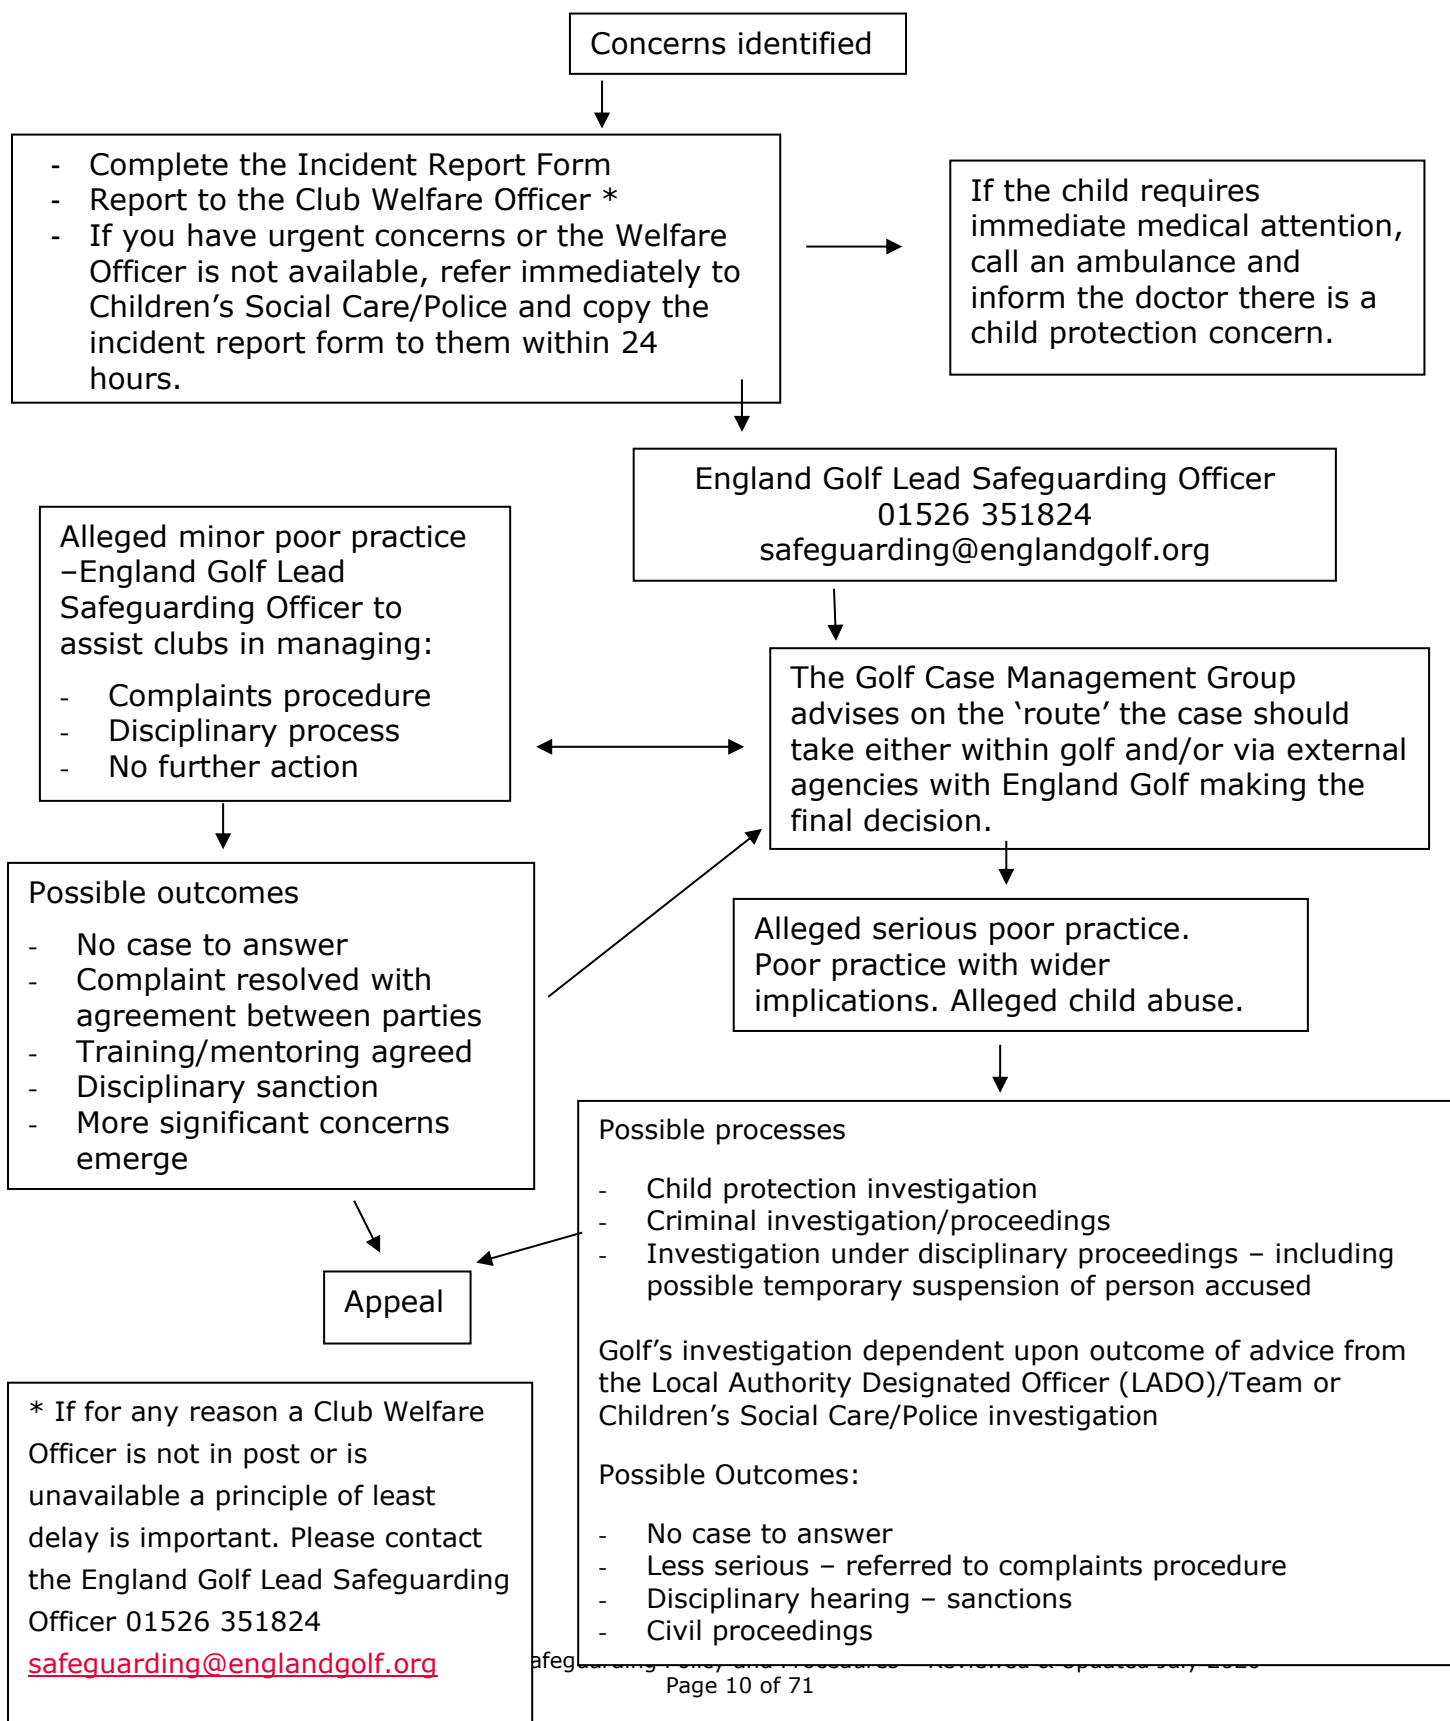 Concerns identified
- Complete the Incident Report Form
- Report to the Club Welfare Officer *
- If you have urgent concerns or the Welfare
Officer is not available, refer immediately to
Children’s Social Care/Police and copy the
incident report form to them within 24
hours.
If the child requires
immediate medical attention,
call an ambulance and
inform the doctor there is a
child protection concern.
England Golf Lead Safeguarding Officer
01526 351824
safeguarding@englandgolf.org
Alleged minor poor practice
–England Golf Lead
Safeguarding Officer to
assist clubs in managing:
- Complaints procedure
- Disciplinary process
- No further action
The Golf Case Management Group
advises on the ‘route’ the case should
take either within golf and/or via external
agencies with England Golf making the
final decision.
Possible outcomes
- No case to answer
- Complaint resolved with
agreement between parties
- Training/mentoring agreed
- Disciplinary sanction
- More significant concerns
emerge
Alleged serious poor practice.
Poor practice with wider
implications. Alleged child abuse.
Possible processes
- Child protection investigation
- Criminal investigation/proceedings
- Investigation under disciplinary proceedings – including
possible temporary suspension of person accused
Golf’s investigation dependent upon outcome of advice from
the Local Authority Designated Officer (LADO)/Team or
Children’s Social Care/Police investigation
Possible Outcomes:
- No case to answer
- Less serious – referred to complaints procedure
- Disciplinary hearing – sanctions
- Civil proceedings
Appeal
* If for any reason a Club Welfare
Officer is not in post or is
unavailable a principle of least
delay is important. Please contact
the England Golf Lead Safeguarding
Officer 01526 351824
safeguarding@englandgolf.org
Page 10 of 71